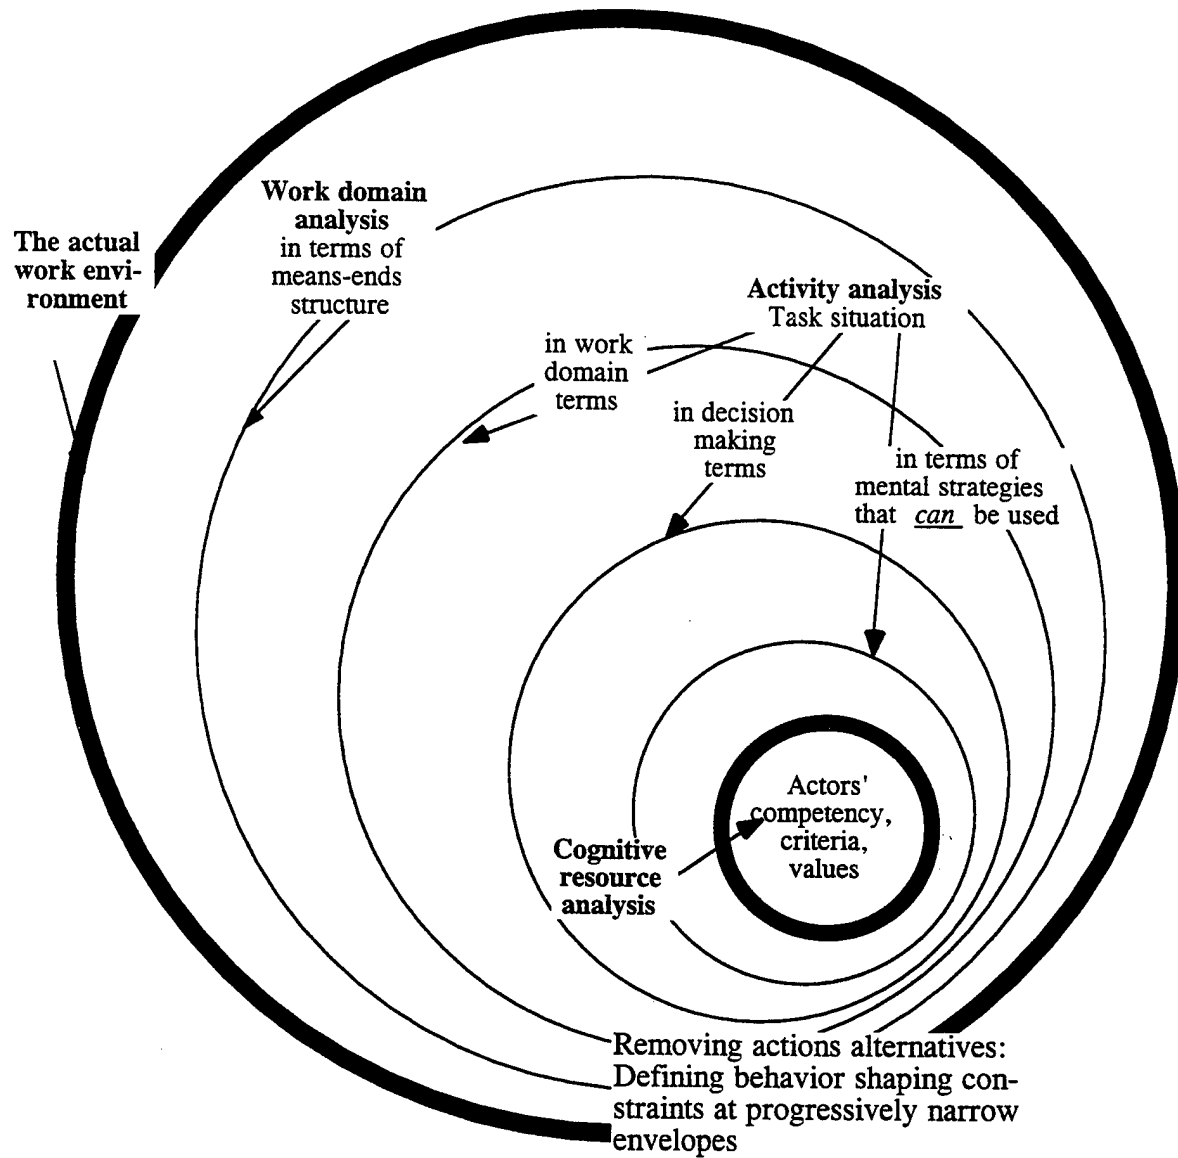 The actual
work envi-
ronment
Work domain
analysis
in terms of
means-ends
structure
Activity analysis
Task situation
in work
domain
terms
in decision
making
terms
in terms of
mental strategies
that can be used
Actors'
competency,
criteria,
values
Cognitive
resource
analysis
Removing actions alternatives:
Defining behavior shaping con-
straints at progressively narrow
envelopes